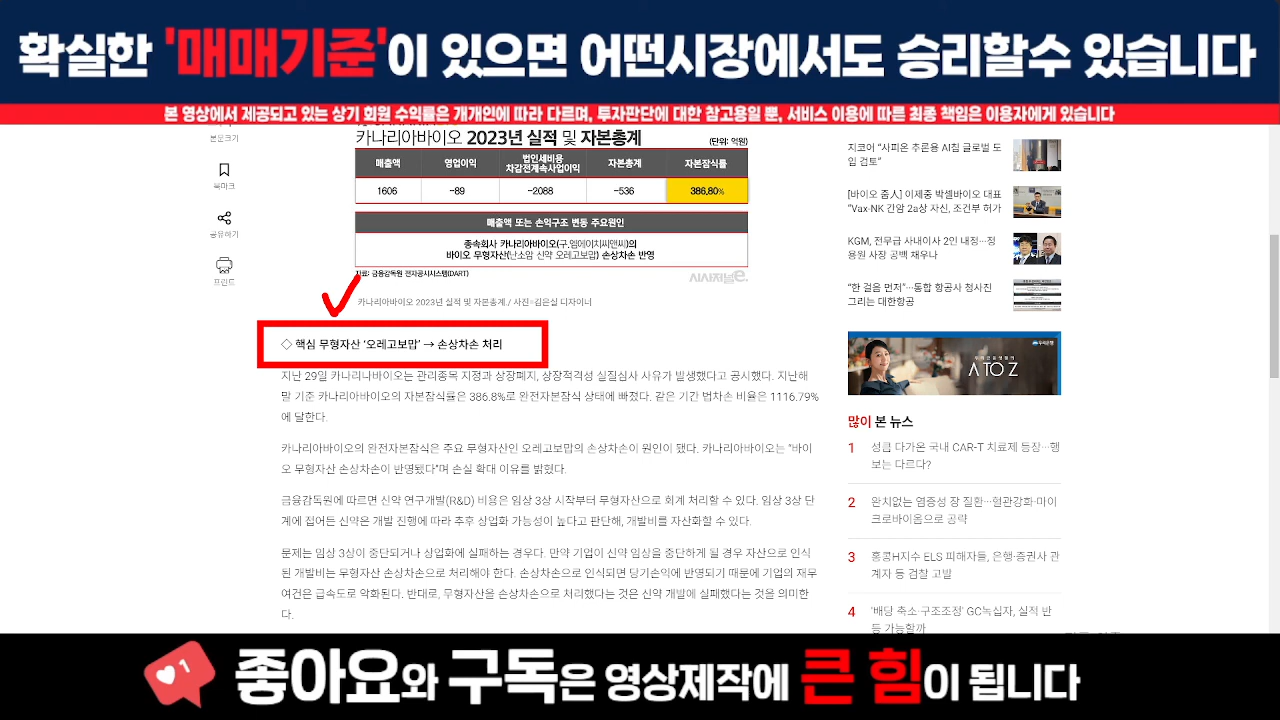 확실한 '매매기준'이 있으면 어떤시장에서도 승리할수 있습니다
본 영상에서 제공되고 있는 상기 회원 수익률은 개개인에 따라 다르며, 투자판단에 대한 참고용일 뿐, 서비스 이용에 따른 최종 책임은 이용자에게 있습니다
본문크기
북마크
공유하기
프린트
카나리아바이오 2023년 실적 및 자본총계
(단위: 억원)
매출액 영업이익 법인세비용 차감전계속사업이익 자본총계 자본잠식률
1606 -89 -2088 -536 386.80%
매출액 또는 손익구조 변동 주요원인
종속회사 카나리아바이오(구.엠에이치씨앤씨)의
바이오 무형자산(난소암 신약 오레고보맙) 손상차손 반영
자료: 금융감독원 전자공시시스템(DART)
시사저널e
카나리아바이오 2023년 실적 및 자본총계./ 사진=김은실 디자이너
◇ 핵심 무형자산 '오레고보맙' → 손상차손 처리
지난 29일 카나리나바이오는 관리종목 지정과 상장폐지, 상장적격성 실질심사 사유가 발생했다고 공시했다. 지난해
말 기준 카나리아바이오의 자본잠식률은 386.8%로 완전자본잠식 상태에 빠졌다. 같은 기간 법차손 비율은 1116.79%
에 달한다.
카나리아바이오의 완전자본잠식은 주요 무형자산인 오레고보맙의 손상차손이 원인이 됐다. 카나리아바이오는 "바이
오 무형자산 손상차손이 반영됐다"며 손실 확대 이유를 밝혔다.
금융감독원에 따르면 신약 연구개발(R&D) 비용은 임상 3상 시작부터 무형자산으로 회계 처리할 수 있다. 임상 3상 단
계에 접어든 신약은 개발 진행에 따라 추후 상업화 가능성이 높다고 판단해, 개발비를 자산화할 수 있다.
문제는 임상 3상이 중단되거나 상업화에 실패하는 경우다. 만약 기업이 신약 임상을 중단하게 될 경우 자산으로 인식
된 개발비는 무형자산 손상차손으로 처리해야 한다. 손상차손으로 인식되면 당기손익에 반영되기 때문에 기업의 재무
여건은 급속도로 악화된다. 반대로, 무형자산을 손상차손으로 처리했다는 것은 신약 개발에 실패했다는 것을 의미한
다.
지코어 "사피온 추론용 AI칩 글로벌 도
입 검토"
[바이오 줌人] 이제중 박셀바이오 대표
"Vax-NK 간암 2a상 자신, 조건부 허가
KGM, 전무급 사내이사 2인 내정…정
용원 사장 공백 채우나
"한 걸음 먼저"…통합 항공사 청사진
그리는 대한항공
우리은행
A TO Z
많이 본 뉴스
1 성큼 다가온 국내 CAR-T 치료제 등장…행
보는 다르다?
2 완치없는 염증성 장 질환…혈관강화·마이
크로바이옴으로 공략
3 홍콩H지수 ELS 피해자들, 은행·증권사 관
계자 등 검찰 고발
4 '배당 축소·구조조정' GC녹십자, 실적 반
등 가능할까
1
좋아요와 구독은 영상제작에 큰 힘이 됩니다